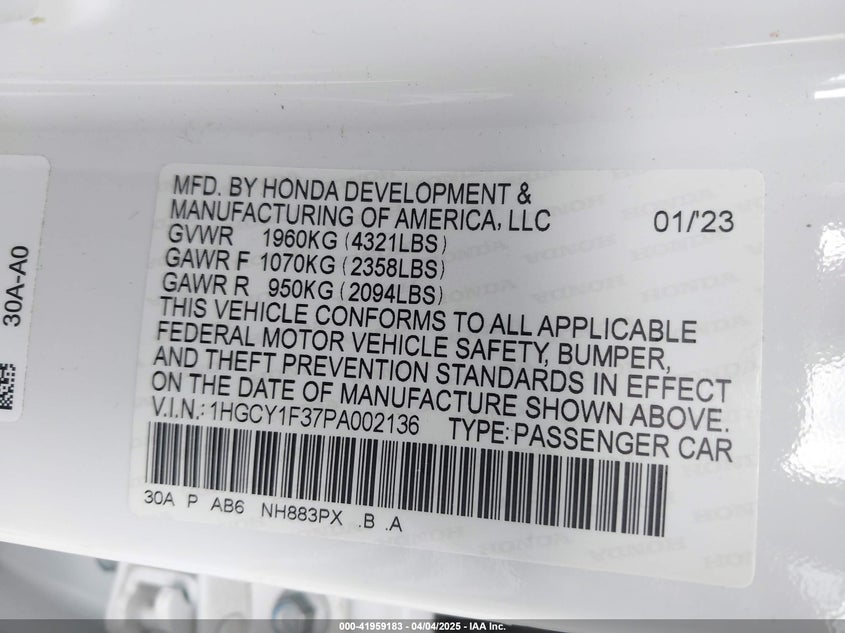 MFD. BY HONDA DEVELOPMENT &
MANUFACTURING OF AMERICA, LLC 01/'23
GVWR 1960KG (4321LBS)
GAWR F 1070KG (2358LBS)
GAWR R 950KG (2094LBS)
THIS VEHICLE CONFORMS TO ALL APPLICABLE
FEDERAL MOTOR VEHICLE SAFETY, BUMPER,
AND THEFT PREVENTION STANDARDS IN EFFECT
ON THE DATE OF MANUFACTURE SHOWN ABOVE.
V.I.N.: 1HGCY1F37PA002136 TYPE: PASSENGER CAR
30A P AB6 NH883PX .B .A
30A-A0
000-41959183 - 04/04/2025 - IAA Inc.